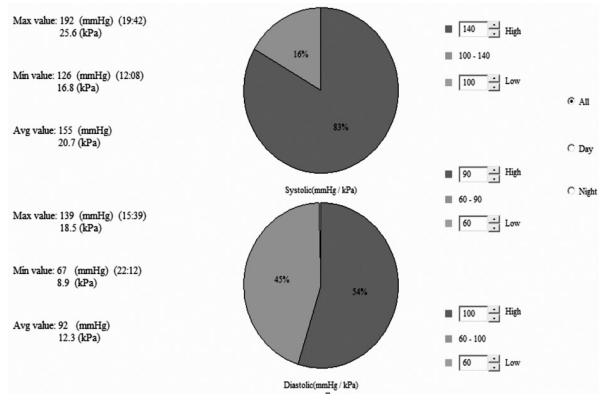 Max value: 192 (mmHg) (19:42)
25.6 (kPa)
Min value: 126 (mmHg) (12:08)
16.8 (kPa)
Avg value: 155 (mmHg)
20.7 (kPa)
16%
83%
Systolic(mmHg / kPa)
140 High
100 - 140
100 Low
All
Day
Night
90 High
60 - 90
60 Low
Max value: 139 (mmHg) (15:39)
18.5 (kPa)
Min value: 67 (mmHg) (22:12)
8.9 (kPa)
Avg value: 92 (mmHg)
12.3 (kPa)
45%
54%
Diastolic(mmHg / kPa)
100 High
60 - 100
60 Low